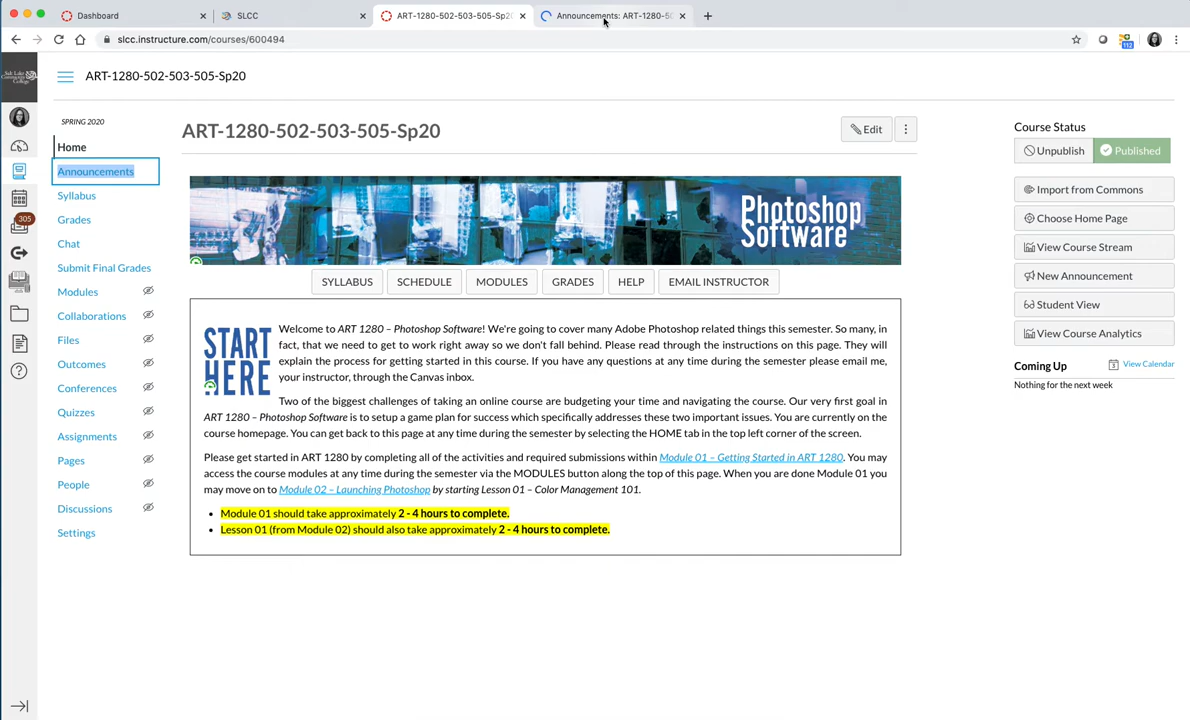 Dashboard
SLCC
ART-1280-502-503-505-Sp20
Announcements: ART-1280-50
slcc.instructure.com/courses/600494
112
Salt Lake
Community
College
ART-1280-502-503-505-Sp20
SPRING 2020
Home
Announcements
Syllabus
Grades
Chat
Submit Final Grades
Modules
Collaborations
Files
Outcomes
Conferences
Quizzes
Assignments
Pages
People
Discussions
Settings
305
ART-1280-502-503-505-Sp20
Edit
Photoshop
Software
SYLLABUS
SCHEDULE
MODULES
GRADES
HELP
EMAIL INSTRUCTOR
START
HERE
Welcome to ART 1280 – Photoshop Software! We're going to cover many Adobe Photoshop related things this semester. So many, in
fact, that we need to get to work right away so we don't fall behind. Please read through the instructions on this page. They will
explain the process for getting started in this course. If you have any questions at any time during the semester please email me,
your instructor, through the Canvas inbox.
Two of the biggest challenges of taking an online course are budgeting your time and navigating the course. Our very first goal in
ART 1280 – Photoshop Software is to setup a game plan for success which specifically addresses these two important issues. You are currently on the
course homepage. You can get back to this page at any time during the semester by selecting the HOME tab in the top left corner of the screen.
Please get started in ART 1280 by completing all of the activities and required submissions within Module 01 – Getting Started in ART 1280. You may
access the course modules at any time during the semester via the MODULES button along the top of this page. When you are done Module 01 you
may move on to Module 02 – Launching Photoshop by starting Lesson 01 – Color Management 101.
Module 01 should take approximately 2 - 4 hours to complete.
Lesson 01 (from Module 02) should also take approximately 2 - 4 hours to complete.
Course Status
Unpublish
Published
Import from Commons
Choose Home Page
View Course Stream
New Announcement
Student View
View Course Analytics
Coming Up
View Calendar
Nothing for the next week